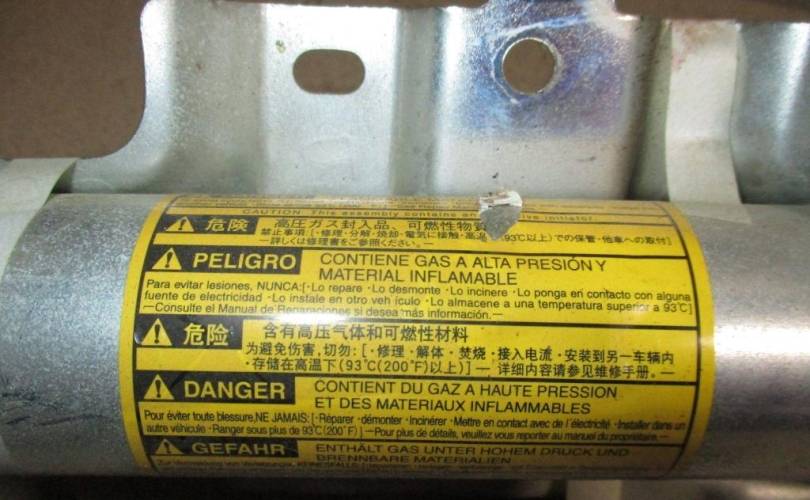 CAUTION This assembly contains an initiator.
危険 高圧ガス封入品、可燃性物質
禁止事項:[・修理・分解・焼却・電気に接触・高温 (93℃以上)での保管・他車への取付]
―詳しくは修理書をご参照ください。―
PELIGRO CONTIENE GAS A ALTA PRESIÓN Y
MATERIAL INFLAMABLE
Para evitar lesiones, NUNCA:[・Lo repare ・Lo desmonte ・Lo incinere ・Lo ponga en contacto con alguna
fuente de electricidad ・Lo instale en otro veh ículo ・Lo almacene a una temperatura superior a 93℃]
―Consulte el Manual de Reparaciones si desea más información.―
危险 含有高压气体和可燃性材料
为避免伤害,切勿:[・修理・解体・焚烧・接入电流・安装到另一车辆内
・存储在高温下(93℃(200°F)以上)]― 详细内容请参见维修手册。―
DANGER CONTIENT DU GAZ A HAUTE PRESSION
ET DES MATERIAUX INFLAMMABLES
Pour éviter toute blessure,NE JAMAIS:[・Réparer ・démonter ・Incinérer ・Mettre en contact avec de l'électricité ・Installer dans un
autre véhicule ・Ranger sous plus de 93℃(200°F)]―Pour plus de détails, veuillez vous reporter au manuel du propriétaire.―
GEFAHR ENTHÄLT GAS UNTER HOHEM DRUCK UND
BRENNBARE MATERIALIEN